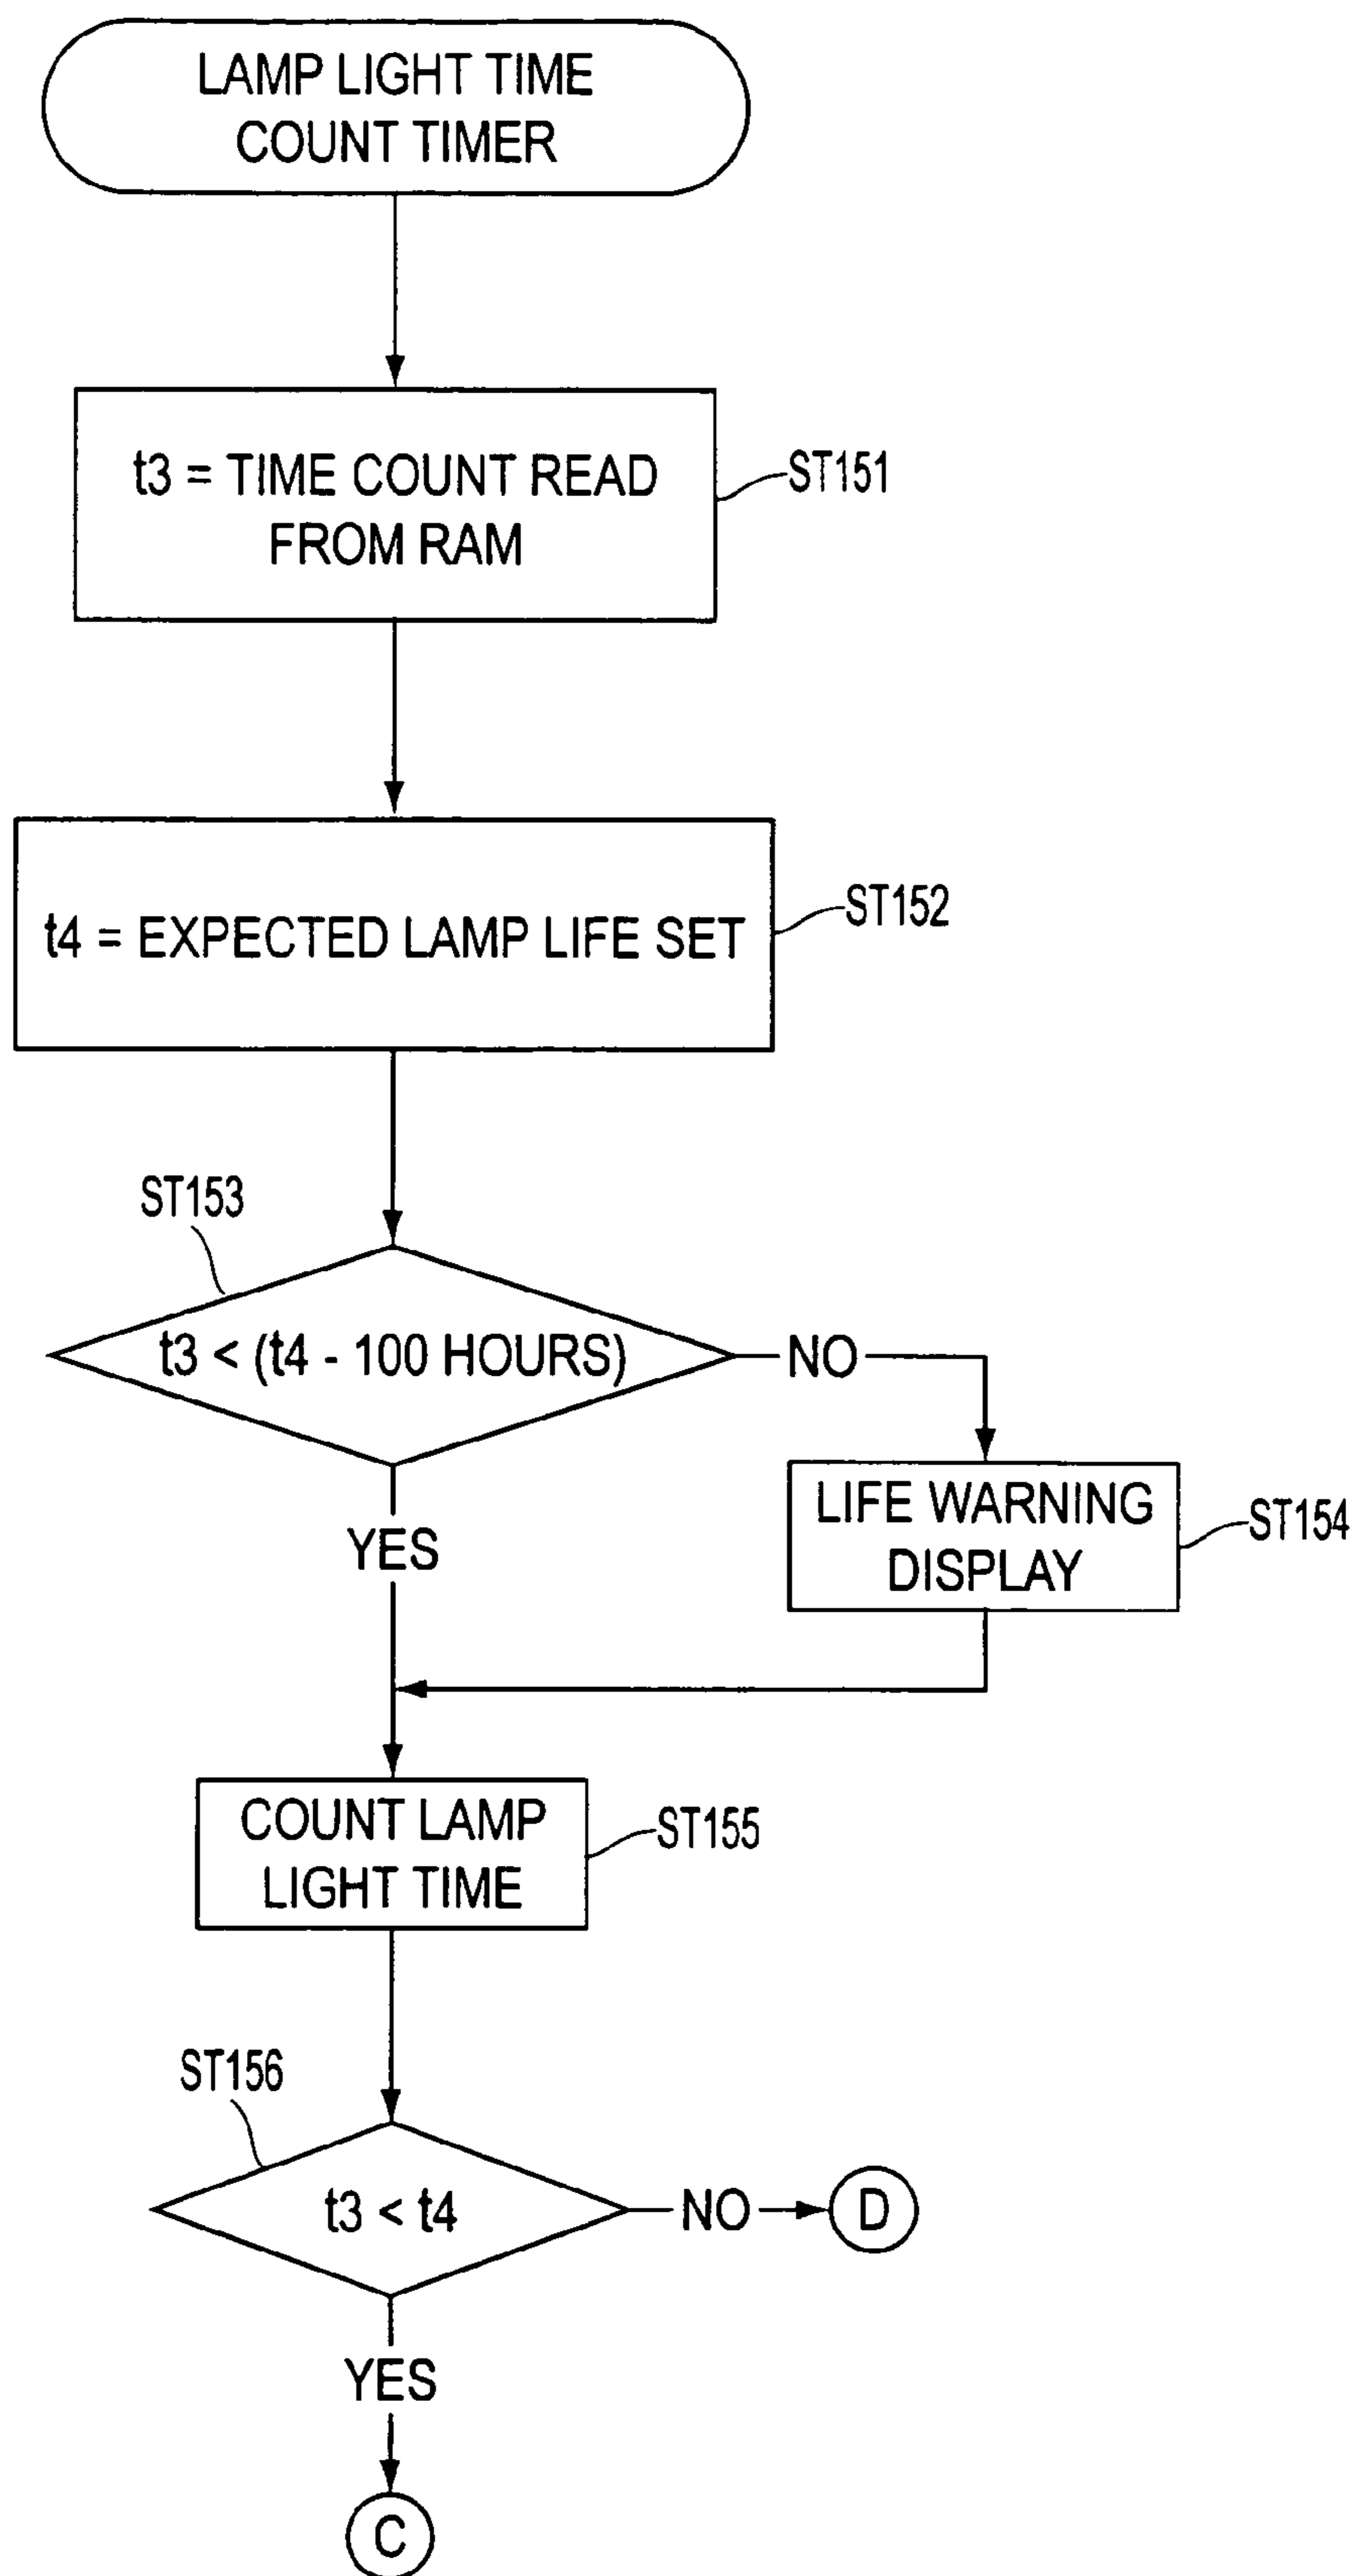 LAMP LIGHT TIME
COUNT TIMER
t3 = TIME COUNT READ
FROM RAM
ST151
t4 = EXPECTED LAMP LIFE SET
ST152
ST153
t3 < (t4 - 100 HOURS)
NO
YES
LIFE WARNING
DISPLAY
ST154
COUNT LAMP
LIGHT TIME
ST155
ST156
t3 < t4
NO
D
YES
C